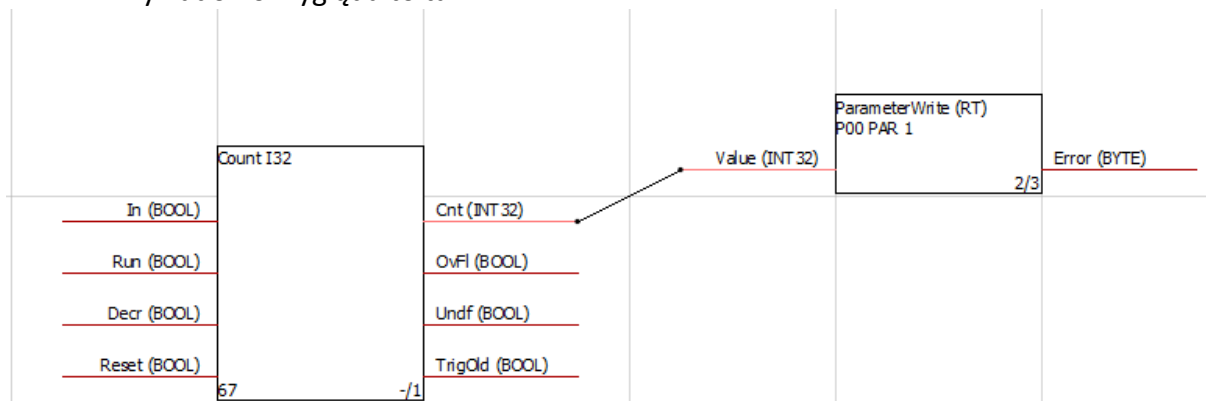 ParameterWrite (RT)
P00 PAR 1
Value (INT32)
Error (BYTE)
2/3
Count I32
In (BOOL)
Cnt (INT32)
Run (BOOL)
OvFl (BOOL)
Decr (BOOL)
Undf (BOOL)
Reset (BOOL)
TrigOld (BOOL)
67
-/1